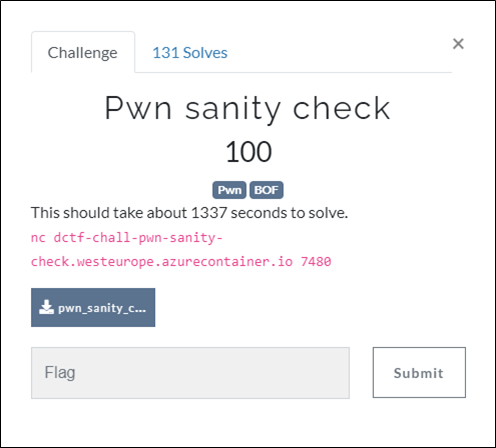 Challenge
131 Solves
×
Pwn sanity check
100
Pwn BOF
This should take about 1337 seconds to solve.
nc dctf-chall-pwn-sanity-
check.westeurope.azurecontainer.io 7480
pwn_sanity_c...
Flag
Submit